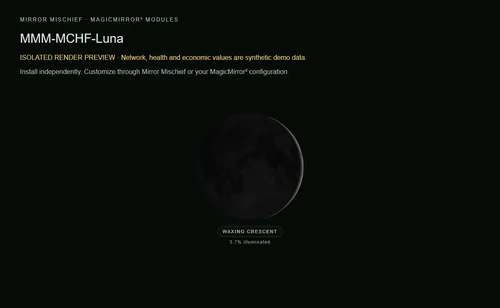 MIRROR MISCHIEF · MAGICMIRROR² MODULES
MMM-MCHF-Luna
ISOLATED RENDER PREVIEW · Network, health and economic values are synthetic demo data.
Install independently. Customize through Mirror Mischief or your MagicMirror² configuration.
WAXING CRESCENT
3.7% illuminated